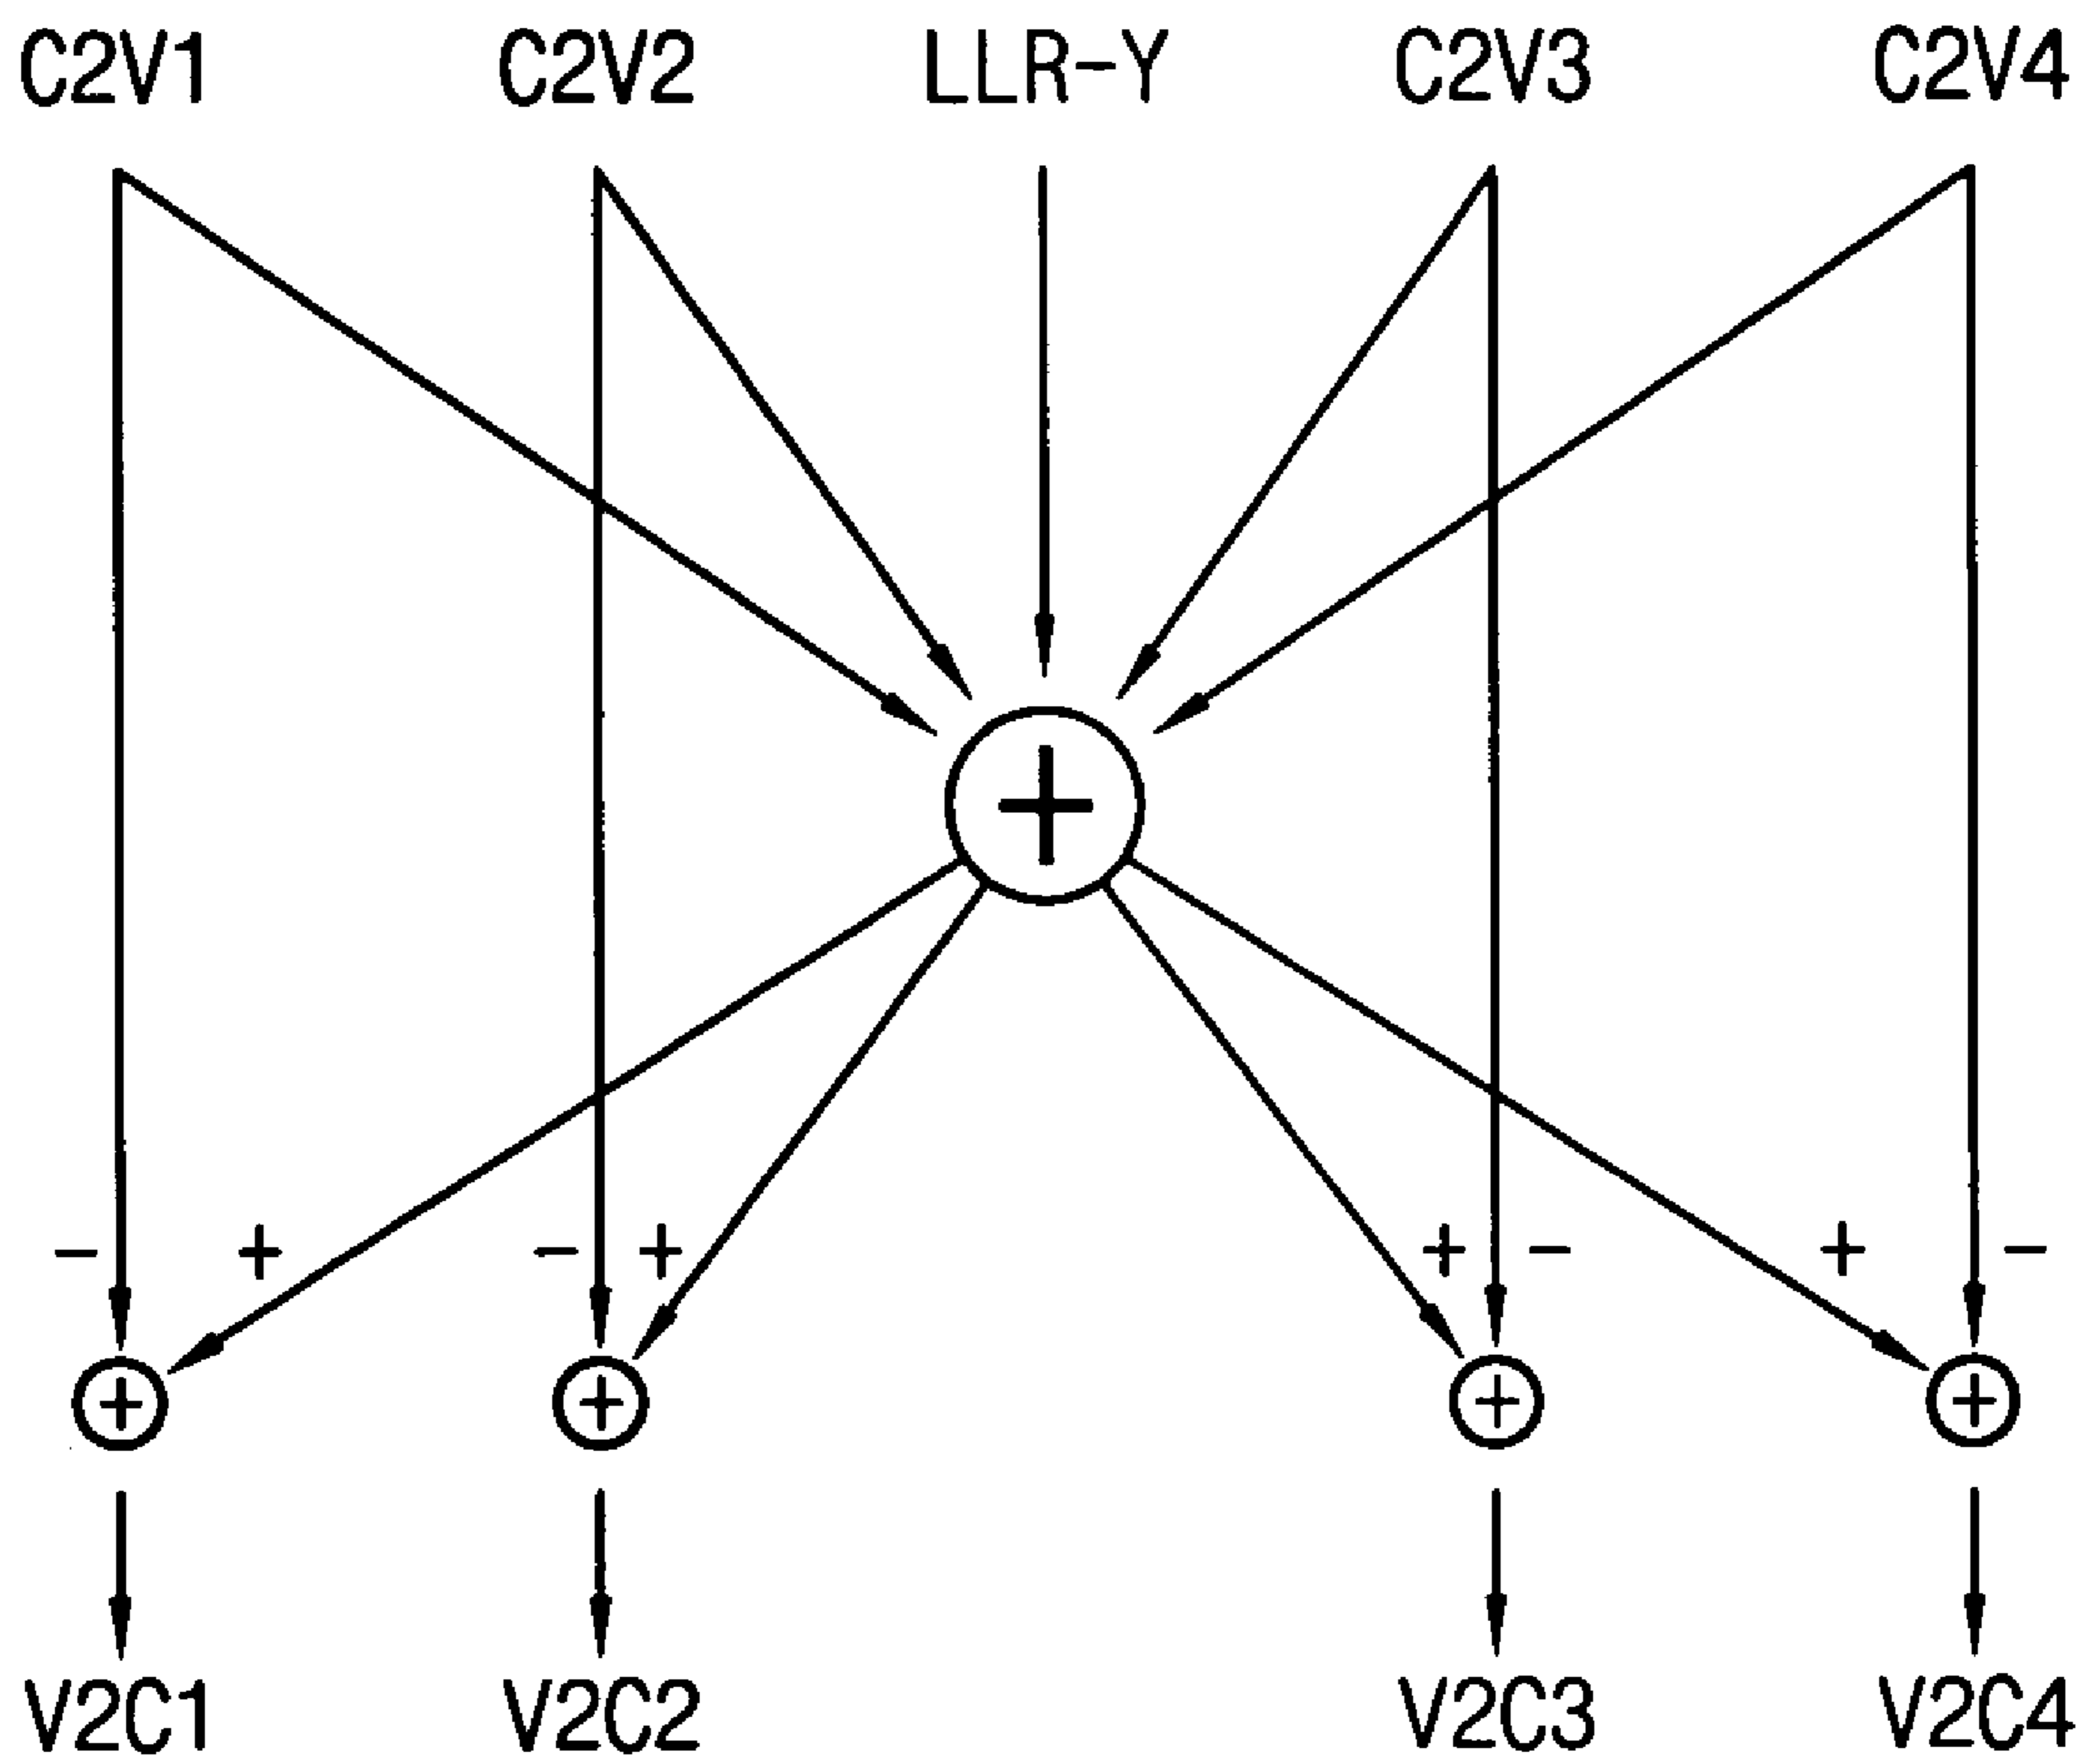 C2V1 C2V2 LLR-Y C2V3 C2V4
+
- + - + + - + -
+ + + +
V2C1 V2C2 V2C3 V2C4